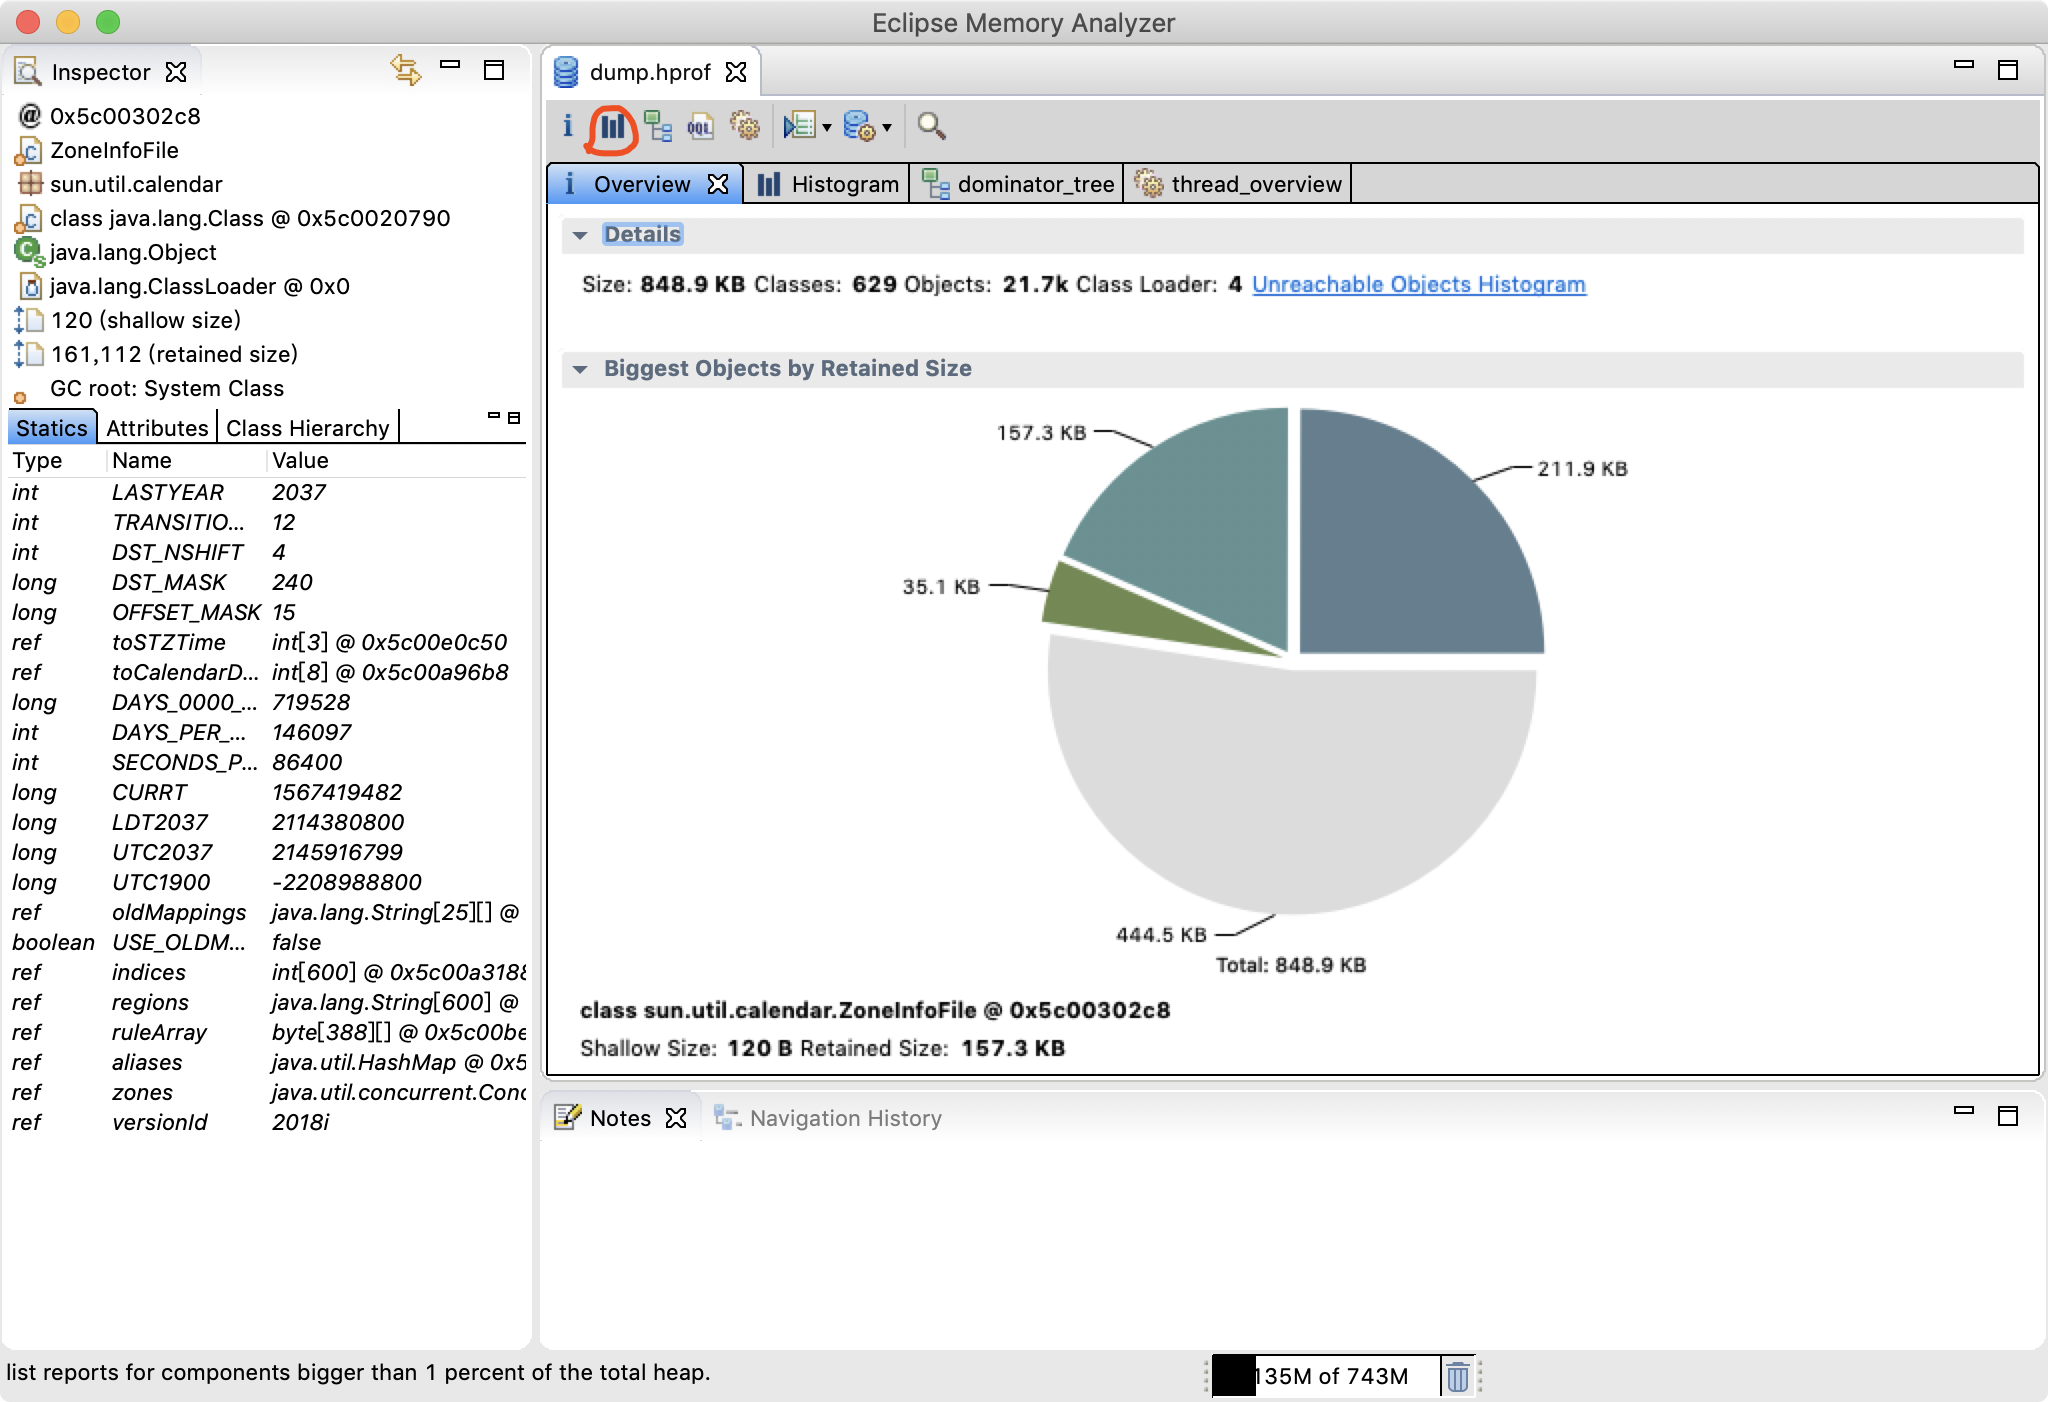 Eclipse Memory Analyzer
Inspector
@ 0x5c00302c8
ZoneInfoFile
sun.util.calendar
class java.lang.Class @ 0x5c0020790
java.lang.Object
java.lang.ClassLoader @ 0x0
120 (shallow size)
161,112 (retained size)
GC root: System Class
Statics Attributes Class Hierarchy
Type Name Value
int LASTYEAR 2037
int TRANSITIO... 12
int DST_NSHIFT 4
long DST_MASK 240
long OFFSET_MASK 15
ref toSTZTime int[3] @ 0x5c00e0c50
ref toCalendarD... int[8] @ 0x5c00a96b8
long DAYS_0000_... 719528
int DAYS_PER_... 146097
int SECONDS_P... 86400
long CURRT 1567419482
long LDT2037 2114380800
long UTC2037 2145916799
long UTC1900 -2208988800
ref oldMappings java.lang.String[25][] @
boolean USE_OLDM... false
ref indices int[600] @ 0x5c00a3188
ref regions java.lang.String[600] @
ref ruleArray byte[388][] @ 0x5c00be
ref aliases java.util.HashMap @ 0x5
ref zones java.util.concurrent.Conc
ref versionId 2018i
dump.hprof
i OQL
i Overview Histogram dominator_tree thread_overview
Details
Size: 848.9 KB Classes: 629 Objects: 21.7k Class Loader: 4 Unreachable Objects Histogram
Biggest Objects by Retained Size
157.3 KB
211.9 KB
35.1 KB
444.5 KB
Total: 848.9 KB
class sun.util.calendar.ZoneInfoFile @ 0x5c00302c8
Shallow Size: 120 B Retained Size: 157.3 KB
Notes Navigation History
list reports for components bigger than 1 percent of the total heap.
135M of 743M